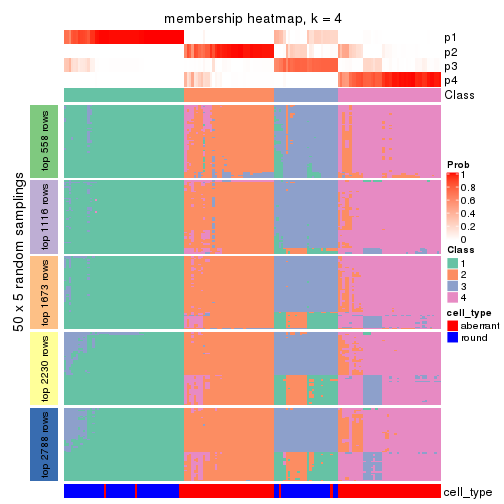 membership heatmap, k = 4
p1
p2
p3
p4
Class
50 x 5 random samplings
top 558 rows
top 1116 rows
top 1673 rows
top 2230 rows
top 2788 rows
cell_type
Prob
1
0.8
0.6
0.4
0.2
0
Class
1
2
3
4
cell_type
aberrant
round